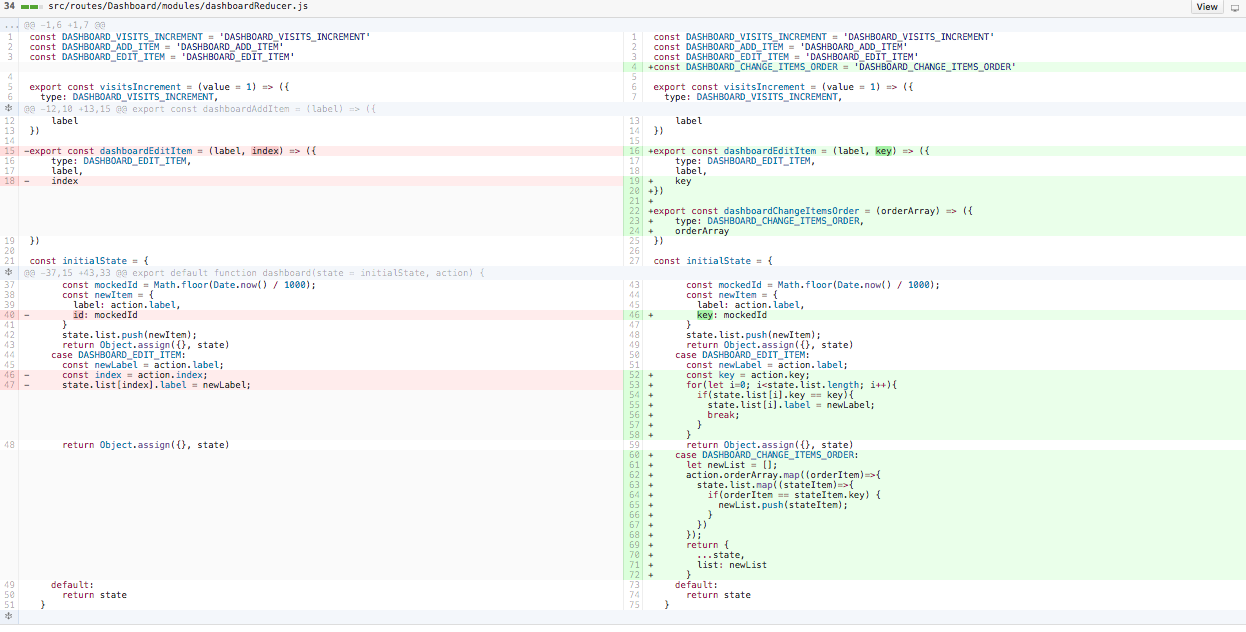 34 src/routes/Dashboard/modules/dashboardReducer.js View
... @@ -1,6 +1,7 @@
1 const DASHBOARD_VISITS_INCREMENT = 'DASHBOARD_VISITS_INCREMENT'
2 const DASHBOARD_ADD_ITEM = 'DASHBOARD_ADD_ITEM'
3 const DASHBOARD_EDIT_ITEM = 'DASHBOARD_EDIT_ITEM'
4
5 export const visitsIncrement = (value = 1) => ({
6 type: DASHBOARD_VISITS_INCREMENT,
@@ -12,10 +13,15 @@ export const dashboardAddItem = (label) => ({
12 label
13 })
14
15 -export const dashboardEditItem = (label, index) => ({
16 type: DASHBOARD_EDIT_ITEM,
17 label,
18 - index
19 })
20
21 const initialState = {
@@ -37,15 +43,33 @@ export default function dashboard(state = initialState, action) {
37 const mockedId = Math.floor(Date.now() / 1000);
38 const newItem = {
39 label: action.label,
40 - id: mockedId
41 }
42 state.list.push(newItem);
43 return Object.assign({}, state)
44 case DASHBOARD_EDIT_ITEM:
45 const newLabel = action.label;
46 - const index = action.index;
47 - state.list[index].label = newLabel;
48 return Object.assign({}, state)
49 default:
50 return state
51 }
1 const DASHBOARD_VISITS_INCREMENT = 'DASHBOARD_VISITS_INCREMENT'
2 const DASHBOARD_ADD_ITEM = 'DASHBOARD_ADD_ITEM'
3 const DASHBOARD_EDIT_ITEM = 'DASHBOARD_EDIT_ITEM'
4 +const DASHBOARD_CHANGE_ITEMS_ORDER = 'DASHBOARD_CHANGE_ITEMS_ORDER'
5
6 export const visitsIncrement = (value = 1) => ({
7 type: DASHBOARD_VISITS_INCREMENT,
13 label
14 })
15
16 +export const dashboardEditItem = (label, key) => ({
17 type: DASHBOARD_EDIT_ITEM,
18 label,
19 + key
20 +})
21 +
22 +export const dashboardChangeItemsOrder = (orderArray) => ({
23 + type: DASHBOARD_CHANGE_ITEMS_ORDER,
24 + orderArray
25 })
26
27 const initialState = {
43 const mockedId = Math.floor(Date.now() / 1000);
44 const newItem = {
45 label: action.label,
46 + key: mockedId
47 }
48 state.list.push(newItem);
49 return Object.assign({}, state)
50 case DASHBOARD_EDIT_ITEM:
51 const newLabel = action.label;
52 + const key = action.key;
53 + for(let i=0; i<state.list.length; i++){
54 + if(state.list[i].key == key){
55 + state.list[i].label = newLabel;
56 + break;
57 + }
58 + }
59 return Object.assign({}, state)
60 + case DASHBOARD_CHANGE_ITEMS_ORDER:
61 + let newList = [];
62 + action.orderArray.map((orderItem)=>{
63 + state.list.map((stateItem)=>{
64 + if(orderItem == stateItem.key) {
65 + newList.push(stateItem);
66 + }
67 + })
68 + });
69 + return {
70 + ...state,
71 + list: newList
72 + }
73 default:
74 return state
75 }